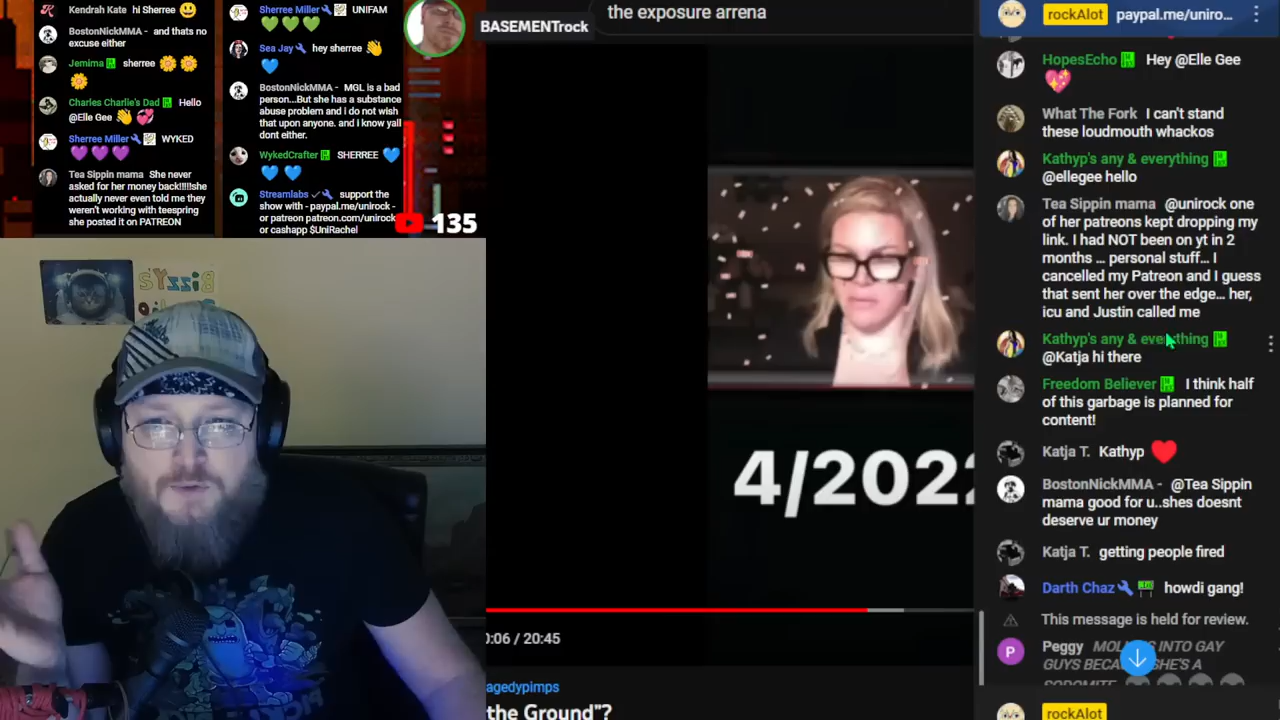 Kendrah Kate hi Sherree
BostonNickMMA - and thats no
excuse either
Jemima sherree
Charles Charlie's Dad Hello
@Elle Gee
Sherree Miller WYKED
Tea Sippin mama She never
asked for her money back!!!!!she
actually never even told me they
weren't working with teespring
she posted it on PATREON
Sherree Miller UNIFAM
Sea Jay hey sherree
BostonNickMMA - MGL is a bad
person...But she has a substance
abuse problem and i do not wish
that upon anyone. and i know yall
dont either.
WykedCrafter SHERREE
Streamlabs support the
show with - paypal.me/unirock -
or patreon patreon.com/unirock
or cashapp $UniRachel
135
BASEMENTrock
the exposure arrena
4/2022
0:06 / 20:45
agedypimps
the Ground"?
rockAlot paypal.me/uniro...
HopesEcho Hey @Elle Gee
What The Fork I can't stand
these loudmouth whackos
Kathyp's any & everything
@ellegee hello
Tea Sippin mama @unirock one
of her patreons kept dropping my
link. I had NOT been on yt in 2
months ... personal stuff... I
cancelled my Patreon and I guess
that sent her over the edge... her,
icu and Justin called me
Kathyp's any & everything
@Katja hi there
Freedom Believer I think half
of this garbage is planned for
content!
Katja T. Kathyp
BostonNickMMA - @Tea Sippin
mama good for u..shes doesnt
deserve ur money
Katja T. getting people fired
Darth Chaz howdi gang!
This message is held for review.
Peggy INTO GAY
GUYS SHE'S A
SODOMITE
rockAlot